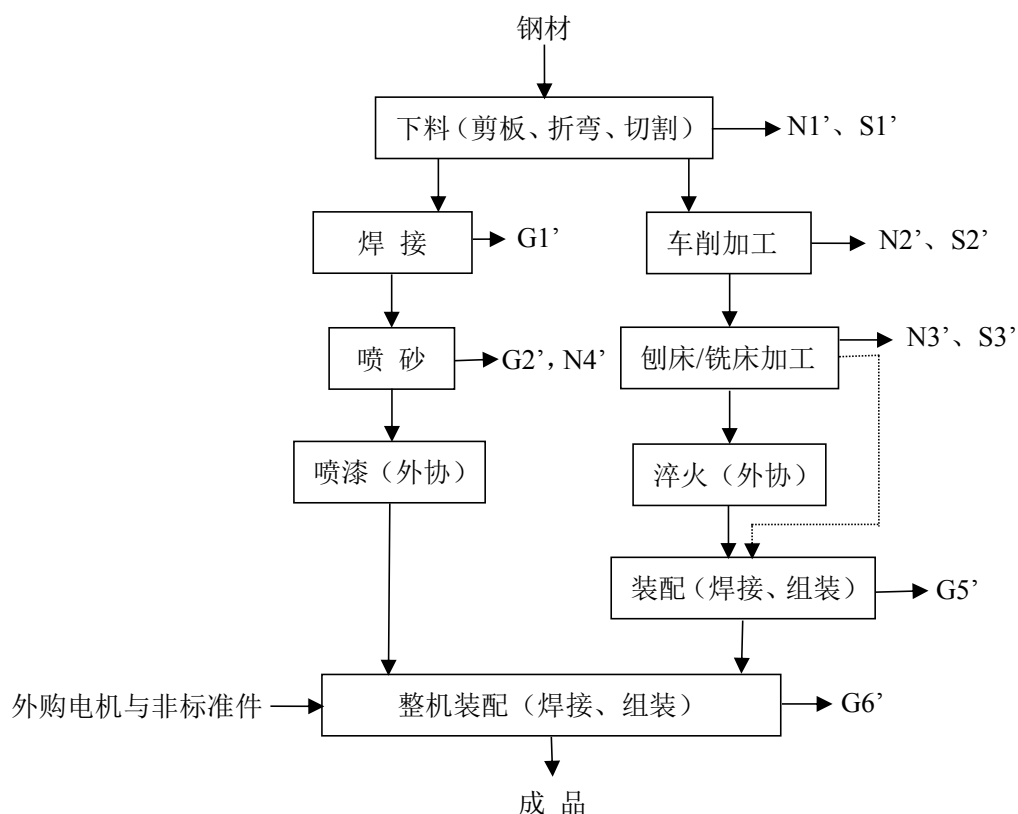 钢材
下料（剪板、折弯、切割）
N1’、S1’
焊 接
G1’
车削加工
N2’、S2’
喷 砂
G2’，N4’
刨床/铣床加工
N3’、S3’
喷漆（外协）
淬火（外协）
装配（焊接、组装）
G5’
外购电机与非标准件
整机装配（焊接、组装）
G6’
成 品